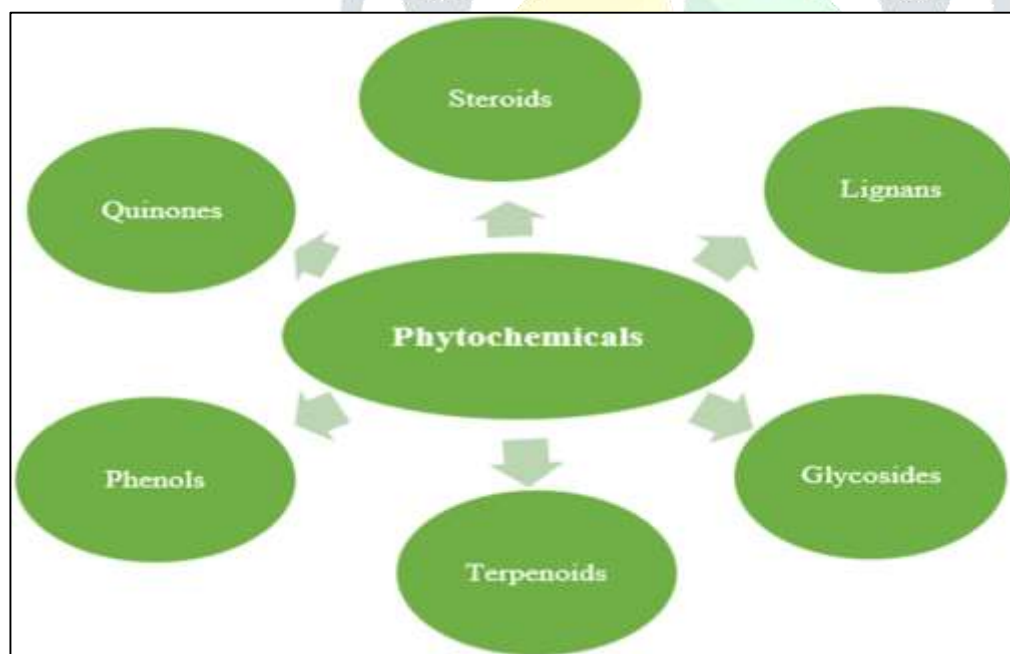 Steroids
Quinones
Lignans
Phytochemicals
Phenols
Glycosides
Terpenoids